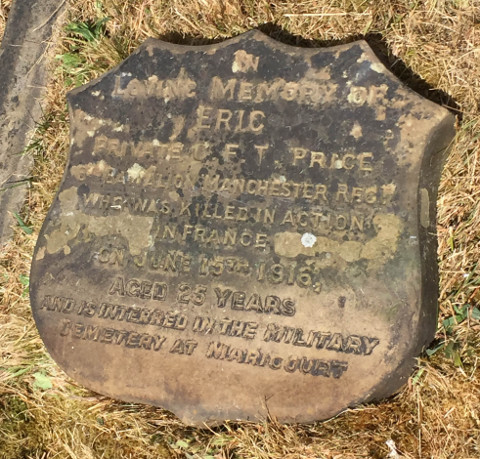 IN
LOVING MEMORY OF
ERIC
PRIVATE U. F. T. PRICE
BATTALION MANCHESTER REGT
WHO WAS KILLED IN ACTION
IN FRANCE
ON JUNE 15TH 1916,
AGED 25 YEARS
AND IS INTERRED IN THE MILITARY
CEMETERY AT MARICOURT